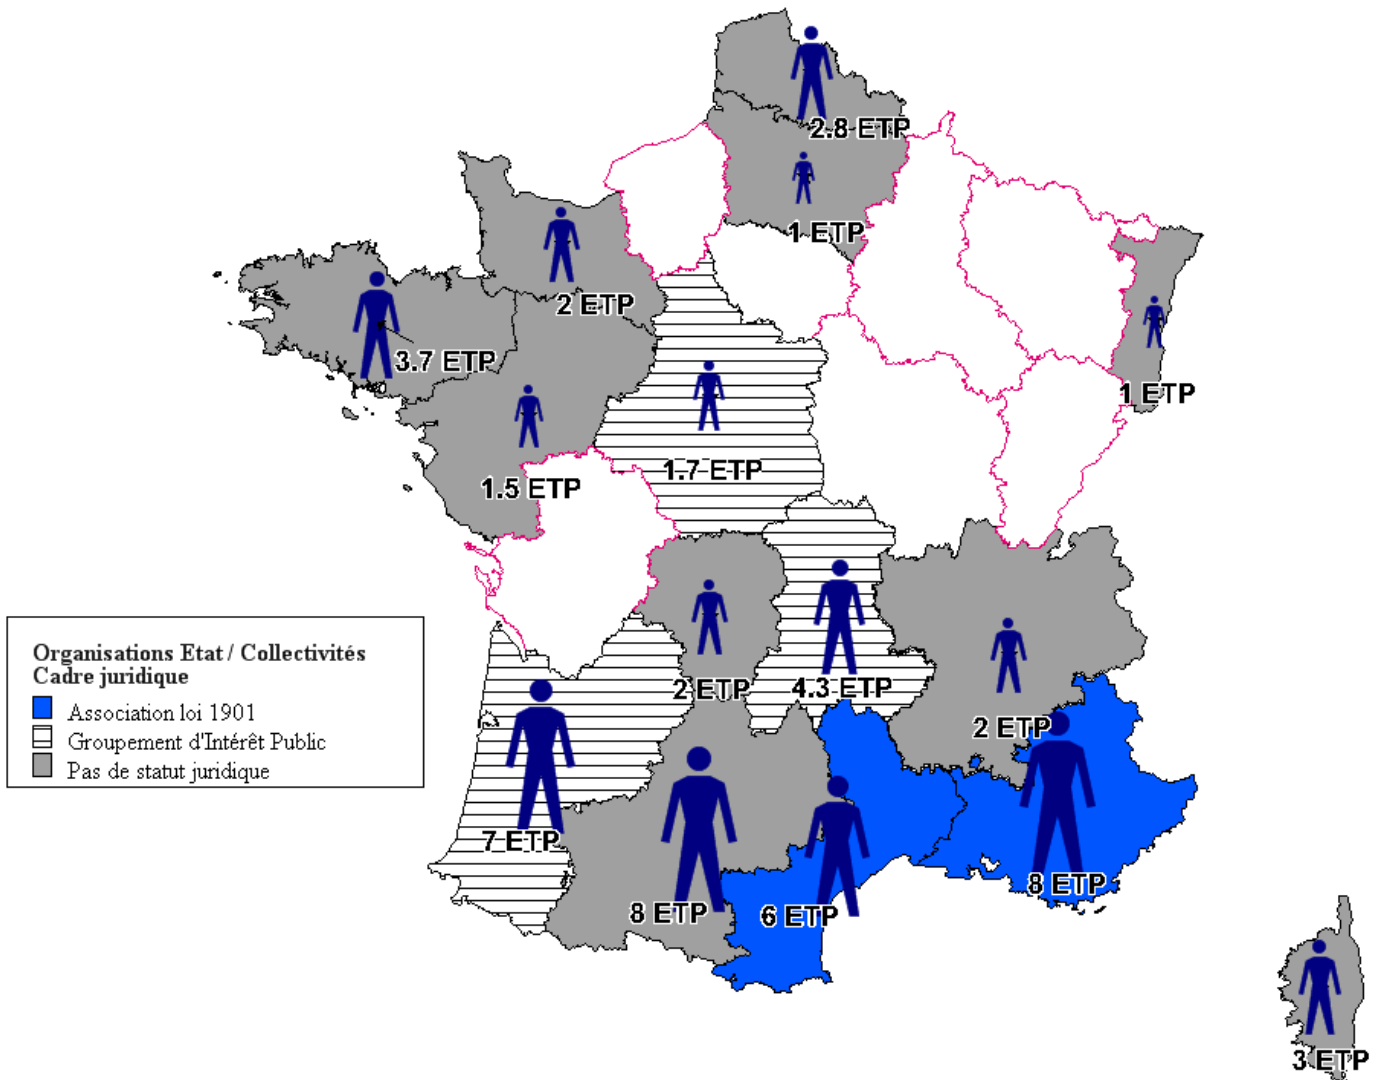 2.8 ETP
1 ETP
2 ETP
3.7 ETP
1 ETP
1.7 ETP
1.5 ETP
Organisations Etat / Collectivités
Cadre juridique
Association loi 1901
Groupement d'Intérêt Public
Pas de statut juridique
2 ETP
4.3 ETP
2 ETP
7 ETP
8 ETP
6 ETP
8 ETP
3 ETP